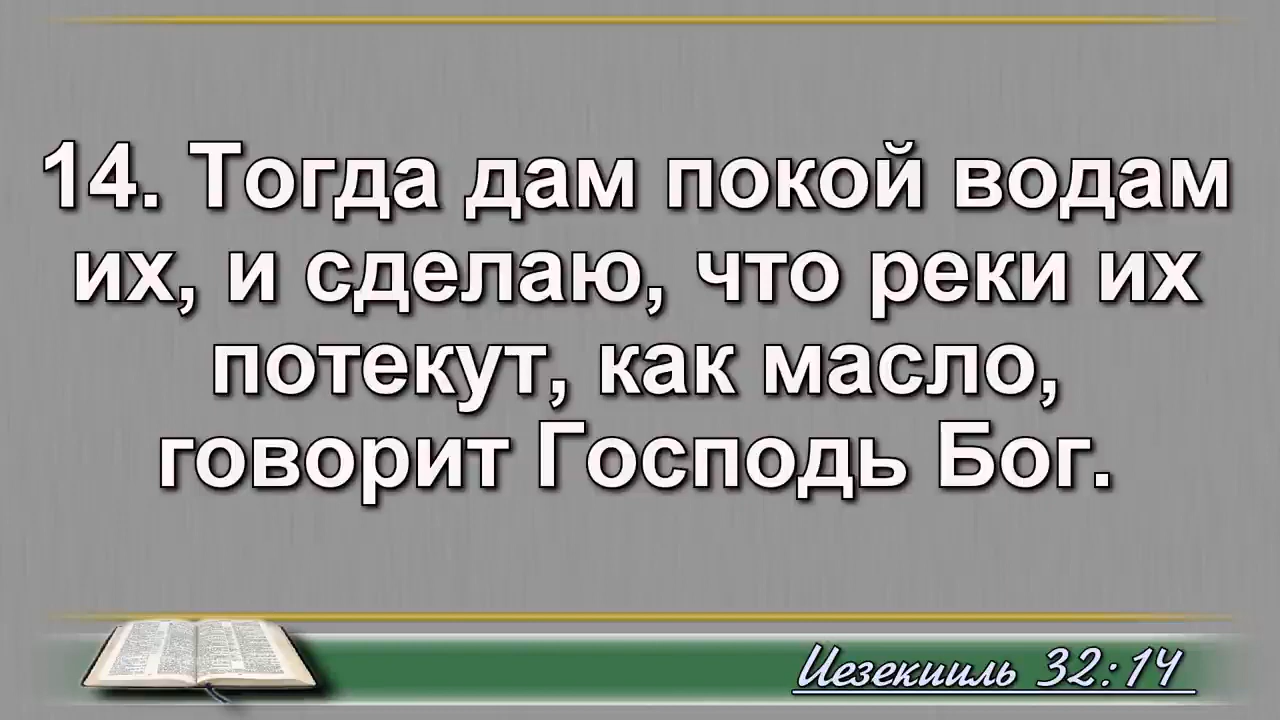 14. Тогда дам покой водам
их, и сделаю, что реки их
потекут, как масло,
говорит Господь Бог.
Иезекииль 32:14